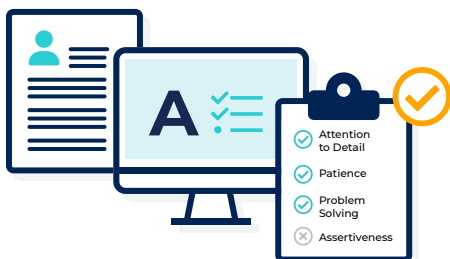 A
Attention
to Detail
Patience
Problem
Solving
Assertiveness